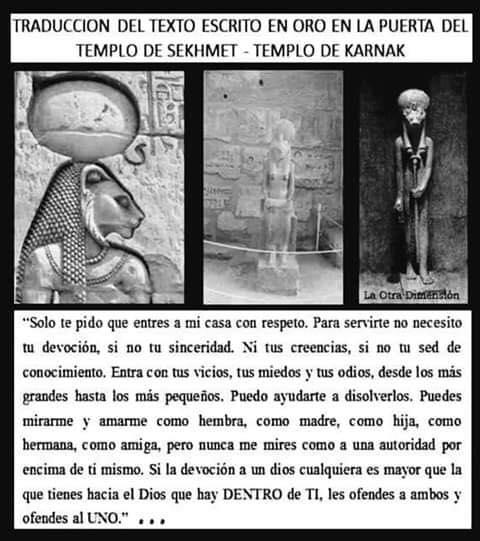 TRADUCCION DEL TEXTO ESCRITO EN ORO EN LA PUERTA DEL
TEMPLO DE SEKHMET - TEMPLO DE KARNAK
La Otra Dimensión
“Solo te pido que entres a mi casa con respeto. Para servirte no necesito
tu devoción, si no tu sinceridad. Ni tus creencias, si no tu sed de
conocimiento. Entra con tus vicios, tus miedos y tus odios, desde los más
grandes hasta los más pequeños. Puedo ayudarte a disolverlos. Puedes
mirarme y amarme como hembra, como madre, como hija, como
hermana, como amiga, pero nunca me mires como a una autoridad por
encima de ti mismo. Si la devoción a un dios cualquiera es mayor que la
que tienes hacia el Dios que hay DENTRO de TI, les ofendes a ambos y
ofendes al UNO.” ...